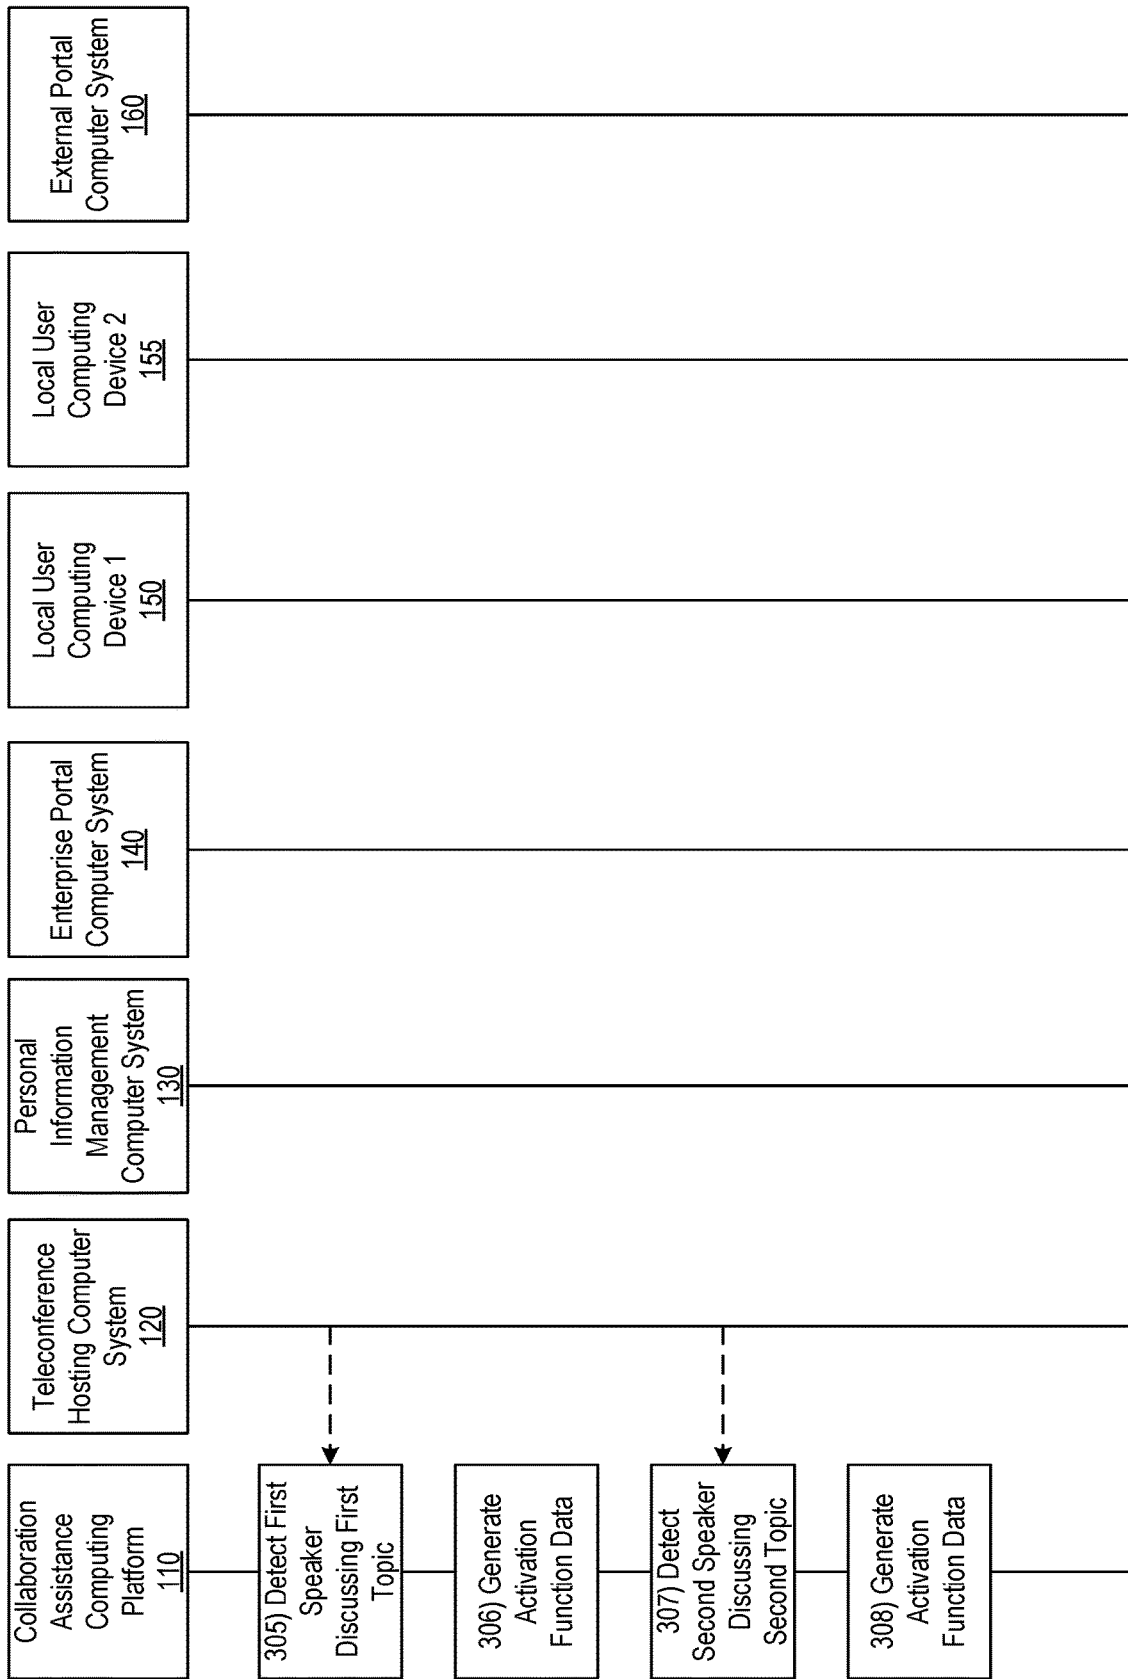 Collaboration
Assistance
Computing
Platform
110
Teleconference
Hosting Computer
System
120
Personal
Information
Management
Computer System
130
Enterprise Portal
Computer System
140
Local User
Computing
Device 1
150
Local User
Computing
Device 2
155
External Portal
Computer System
160
305) Detect First
Speaker
Discussing First
Topic
306) Generate
Activation
Function Data
307) Detect
Second Speaker
Discussing
Second Topic
308) Generate
Activation
Function Data